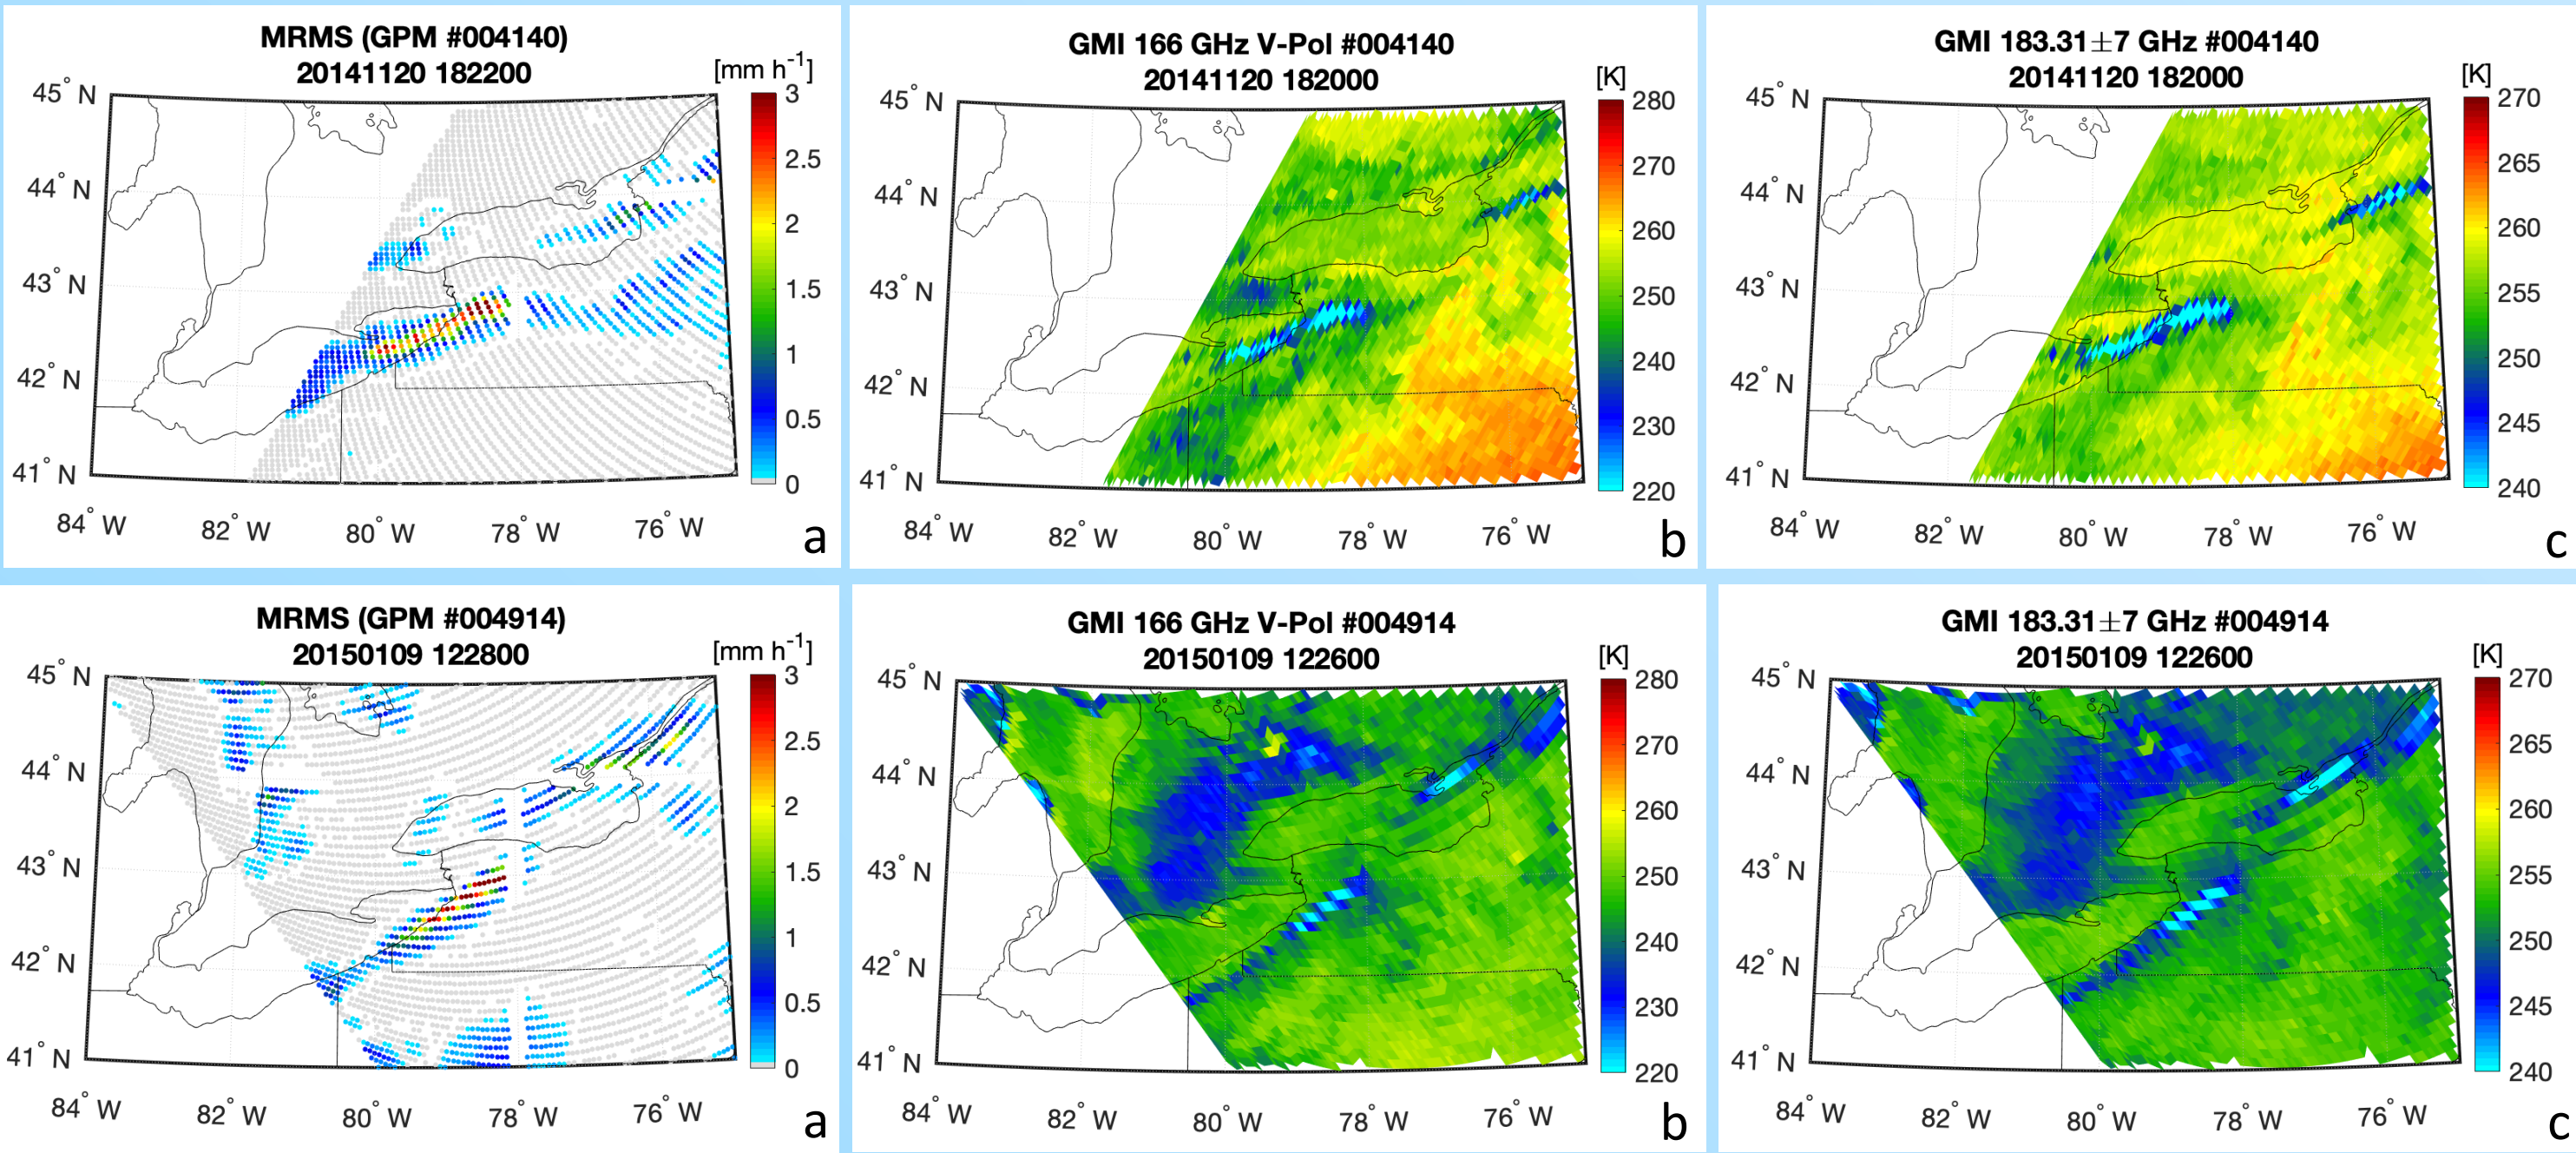 MRMS (GPM #004140)
20141120 182200
[mm h-1]
45° N
44° N
43° N
42° N
41° N
84° W
82° W
80° W
78° W
76° W
3
2.5
2
1.5
1
0.5
0
a
GMI 166 GHz V-Pol #004140
20141120 182000
[K]
45° N
44° N
43° N
42° N
41° N
84° W
82° W
80° W
78° W
76° W
280
270
260
250
240
230
220
b
GMI 183.31±7 GHz #004140
20141120 182000
[K]
45° N
44° N
43° N
42° N
41° N
84° W
82° W
80° W
78° W
76° W
270
265
260
255
250
245
240
c
MRMS (GPM #004914)
20150109 122800
[mm h-1]
45° N
44° N
43° N
42° N
41° N
84° W
82° W
80° W
78° W
76° W
3
2.5
2
1.5
1
0.5
0
a
GMI 166 GHz V-Pol #004914
20150109 122600
[K]
45° N
44° N
43° N
42° N
41° N
84° W
82° W
80° W
78° W
76° W
280
270
260
250
240
230
220
b
GMI 183.31±7 GHz #004914
20150109 122600
[K]
45° N
44° N
43° N
42° N
41° N
84° W
82° W
80° W
78° W
76° W
270
265
260
255
250
245
240
c